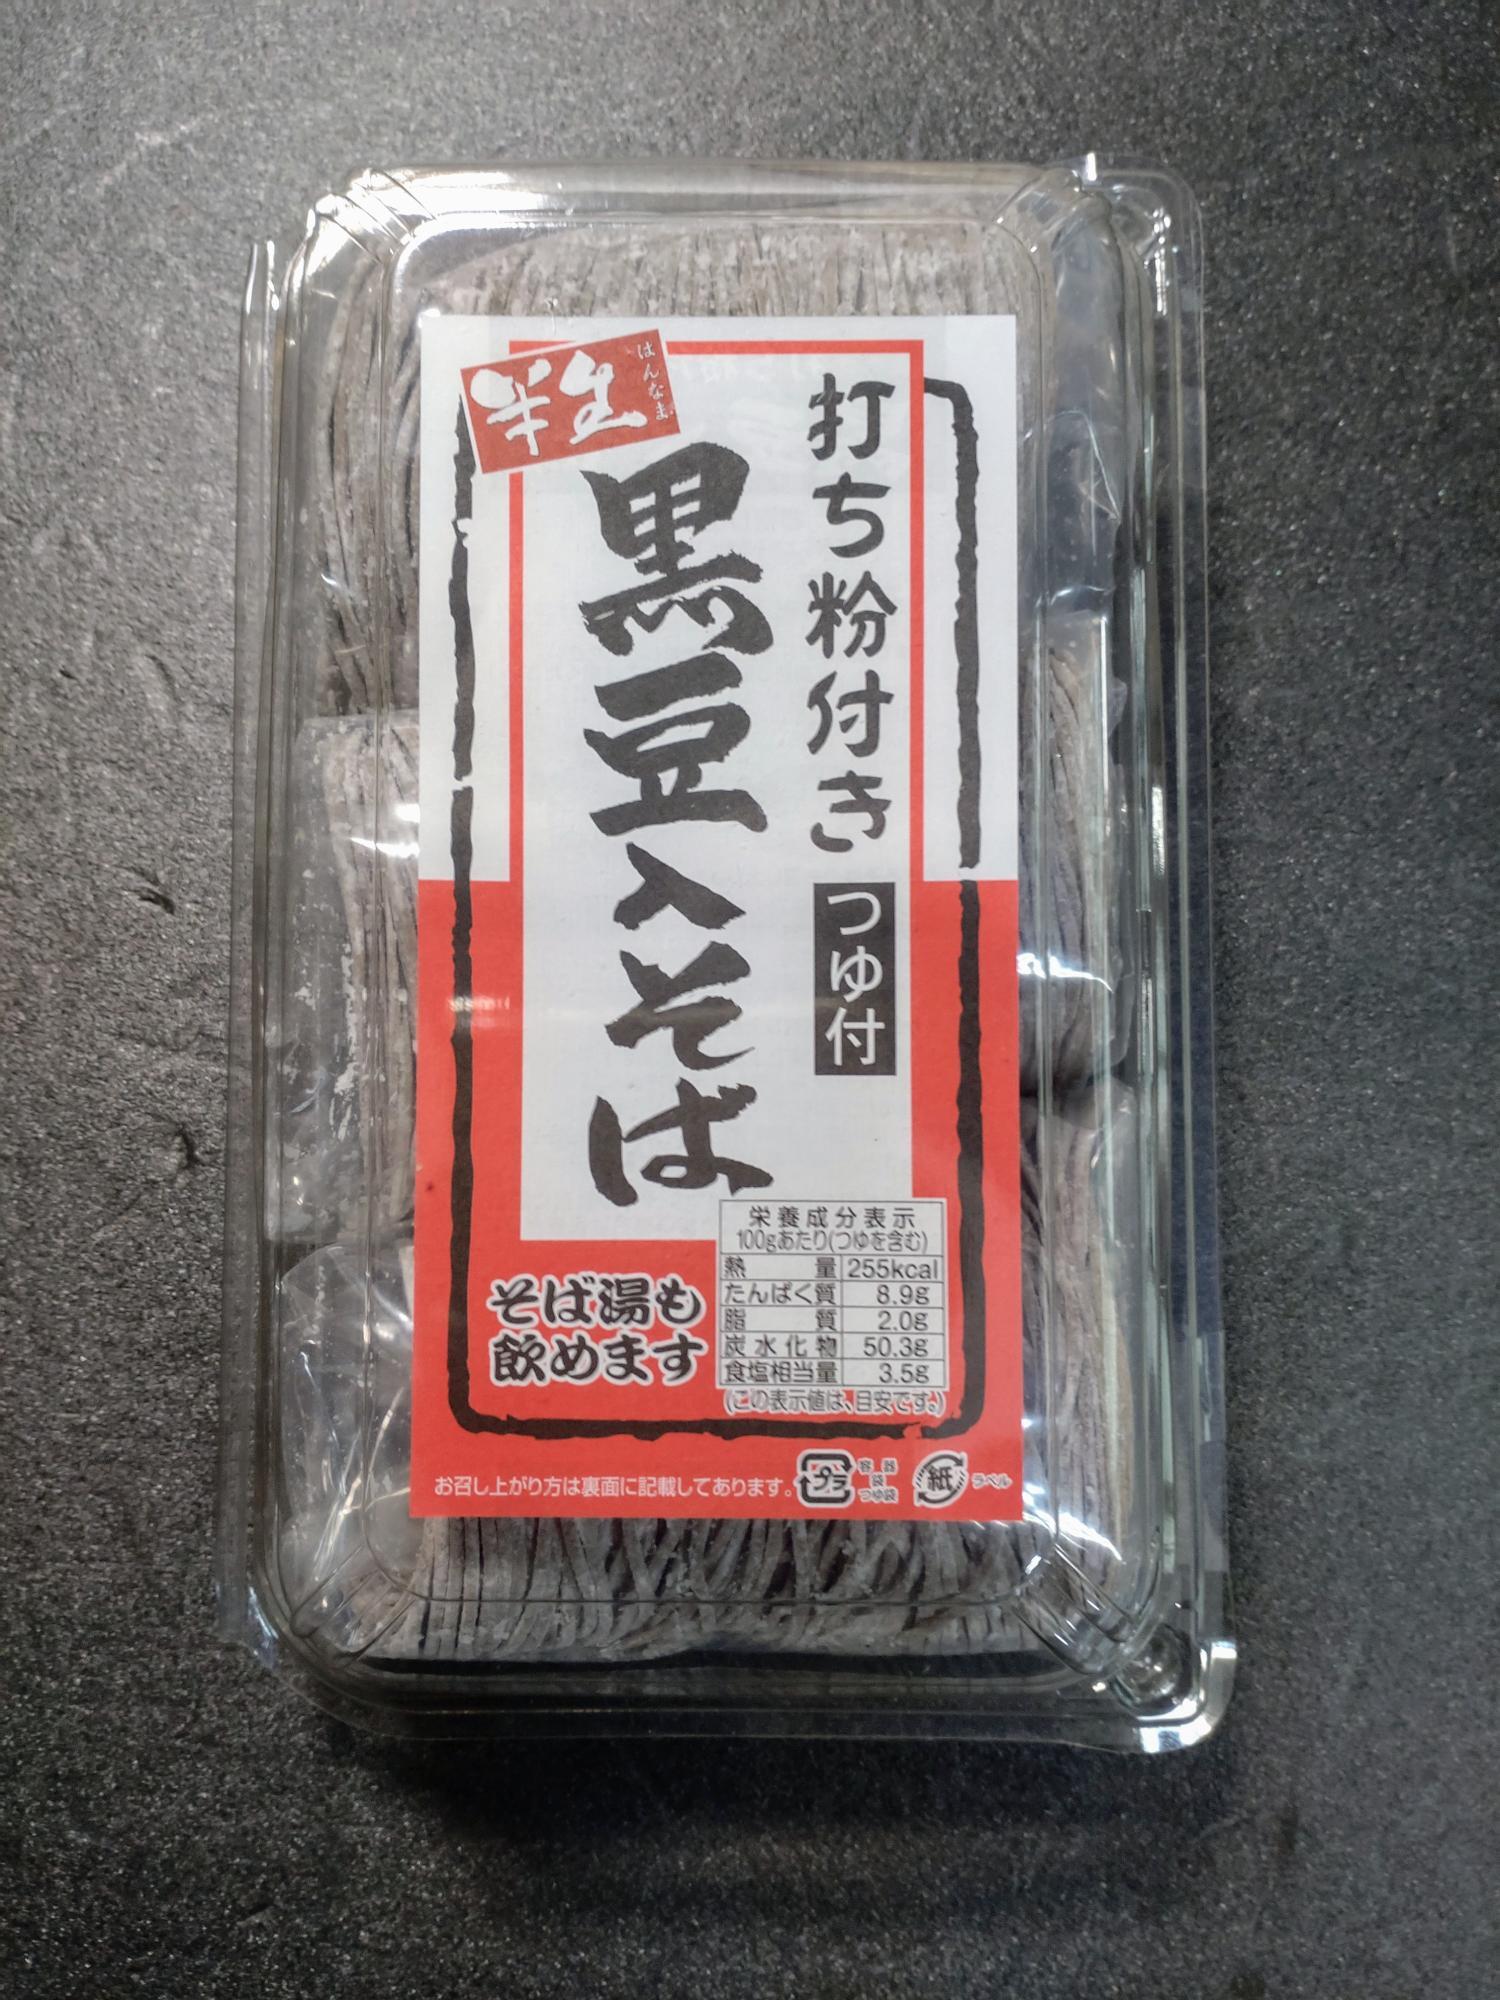 半生
はんなま
打ち粉付き
つゆ付
黒豆入そば
そば湯も
飲めます
栄養成分表示
100gあたり(つゆを含む)
熱量 255kcal
たんぱく質 8.9g
脂質 2.0g
炭水化物 50.3g
食塩相当量 3.5g
(この表示値は、目安です。)
お召し上がり方は裏面に記載してあります。
プラ
容器
袋
つゆ袋
紙
ラベル